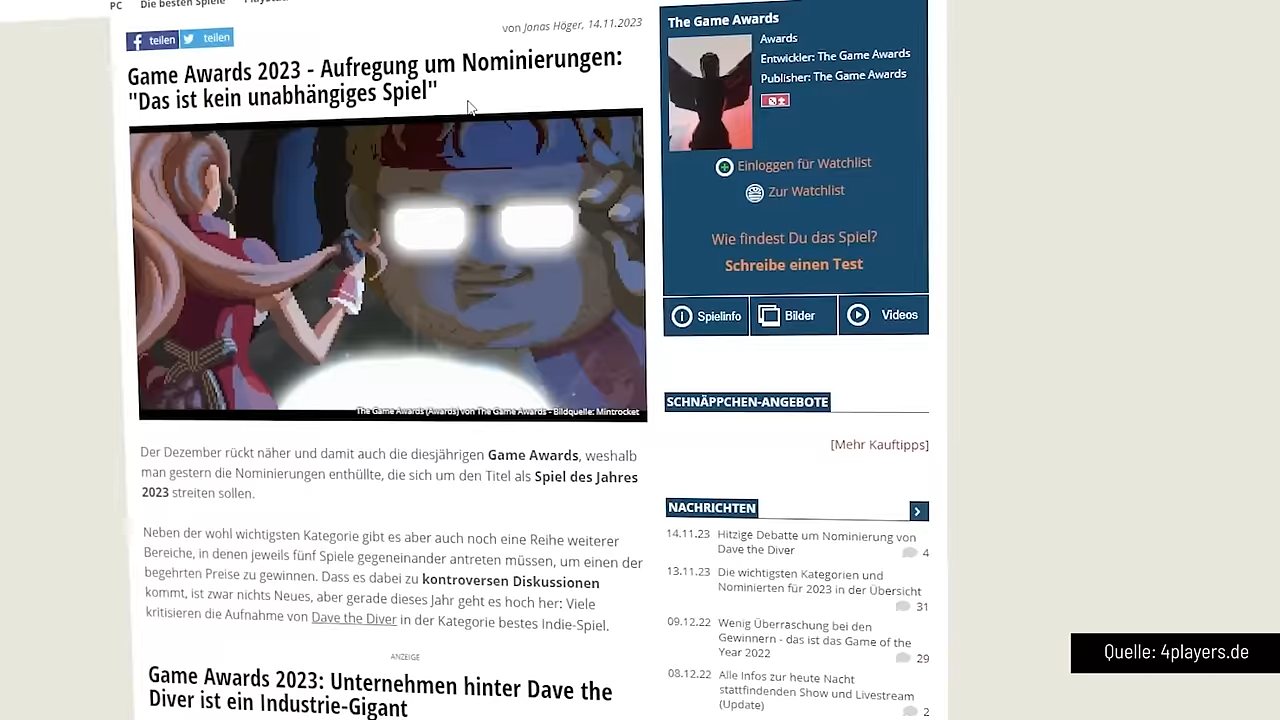 PC Die besten Spiele
teilen teilen
von Jonas Höger, 14.11.2023
Game Awards 2023 - Aufregung um Nominierungen:
"Das ist kein unabhängiges Spiel"
The Game Awards (Awards) von The Game Awards - Bildquelle: Mintrocket
Der Dezember rückt näher und damit auch die diesjährigen Game Awards, weshalb
man gestern die Nominierungen enthüllte, die sich um den Titel als Spiel des Jahres
2023 streiten sollen.
Neben der wohl wichtigsten Kategorie gibt es aber auch noch eine Reihe weiterer
Bereiche, in denen jeweils fünf Spiele gegeneinander antreten müssen, um einen der
begehrten Preise zu gewinnen. Dass es dabei zu kontroversen Diskussionen
kommt, ist zwar nichts Neues, aber gerade dieses Jahr geht es hoch her: Viele
kritisieren die Aufnahme von Dave the Diver in der Kategorie bestes Indie-Spiel.
ANZEIGE
Game Awards 2023: Unternehmen hinter Dave the
Diver ist ein Industrie-Gigant
The Game Awards
Awards
Entwickler: The Game Awards
Publisher: The Game Awards
Einloggen für Watchlist
Zur Watchlist
Wie findest Du das Spiel?
Schreibe einen Test
Spielinfo Bilder Videos
SCHNÄPPCHEN-ANGEBOTE
[Mehr Kauftipps]
NACHRICHTEN
14.11.23 Hitzige Debatte um Nominierung von
Dave the Diver 4
13.11.23 Die wichtigsten Kategorien und
Nominierten für 2023 in der Übersicht
31
09.12.22 Wenig Überraschung bei den
Gewinnern - das ist das Game of the
Year 2022 29
08.12.22 Alle Infos zur heute Nacht
stattfindenden Show und Livestream
(Update) 2
Quelle: 4players.de